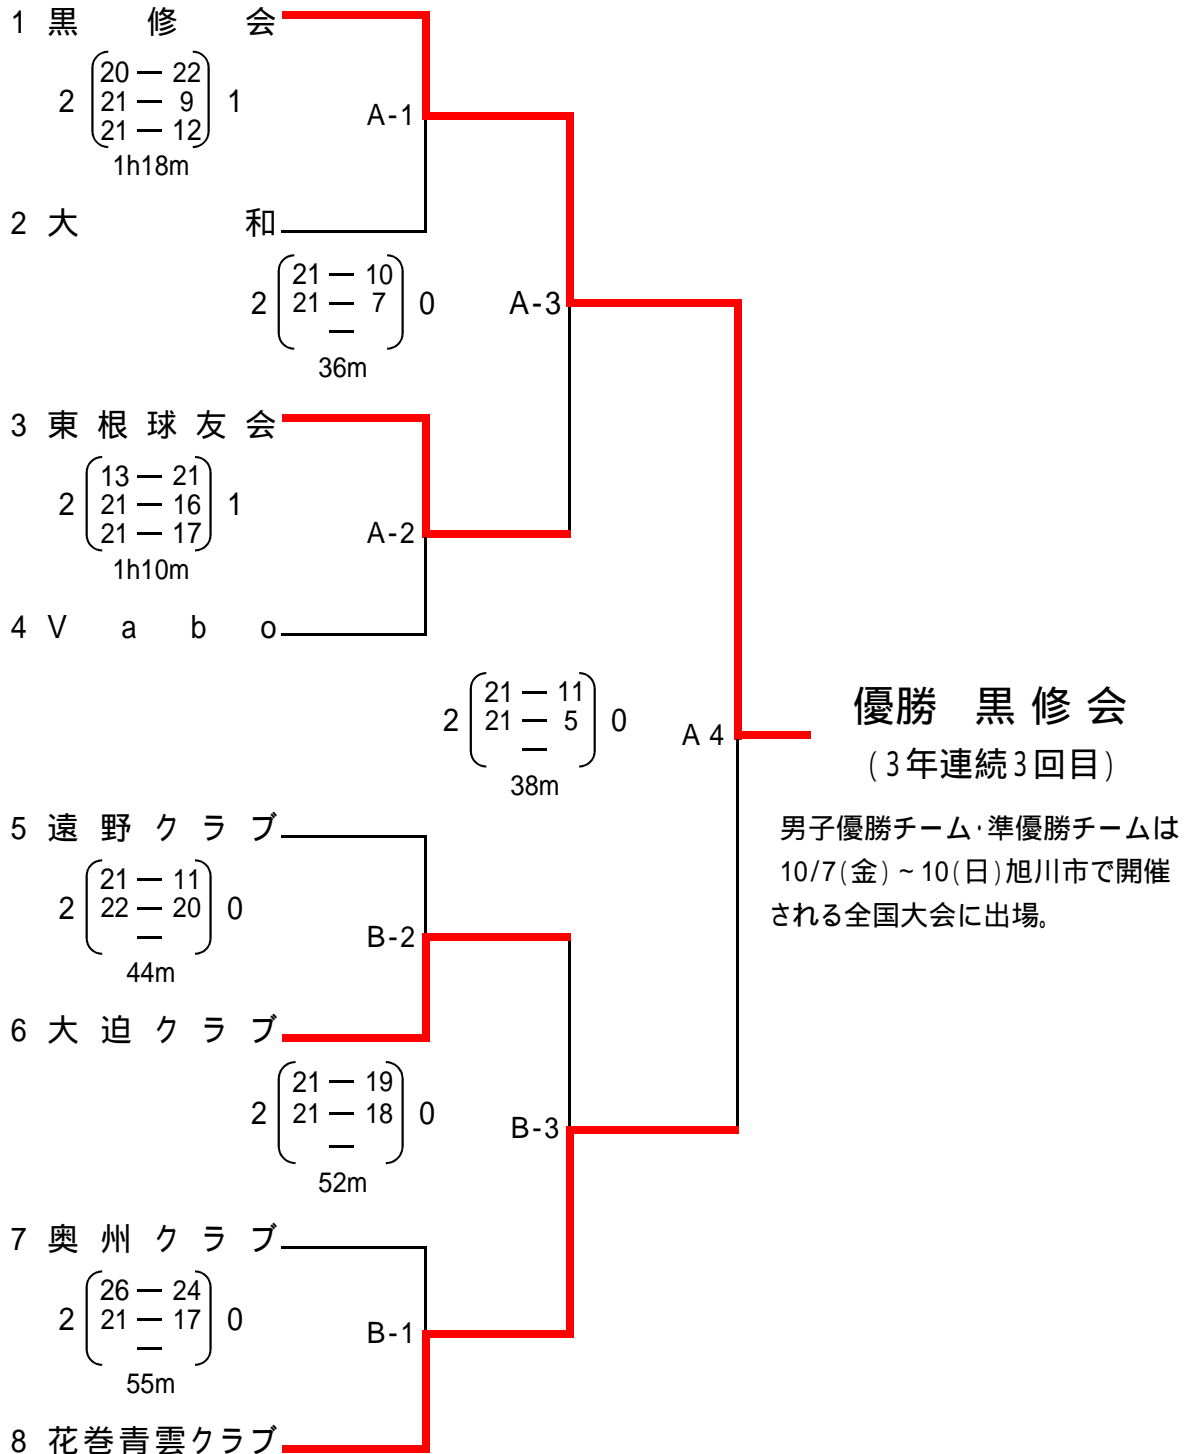 1 黒修会
20 — 22
2 21 — 9 1
21 — 12
1h18m
A-1
2 大和
21 — 10
2 21 — 7 0
—
36m
A-3
3 東根球友会
13 — 21
2 21 — 16 1
21 — 17
1h10m
A-2
4 Vabo
21 — 11
2 21 — 5 0
—
38m
A4
優勝 黒修会
(3年連続3回目)
男子優勝チーム・準優勝チームは
10/7(金)~10(日)旭川市で開催
される全国大会に出場。
5 遠野クラブ
21 — 11
2 22 — 20 0
—
44m
B-2
6 大迫クラブ
21 — 19
2 21 — 18 0
—
52m
B-3
7 奥州クラブ
26 — 24
2 21 — 17 0
—
55m
B-1
8 花巻青雲クラブ